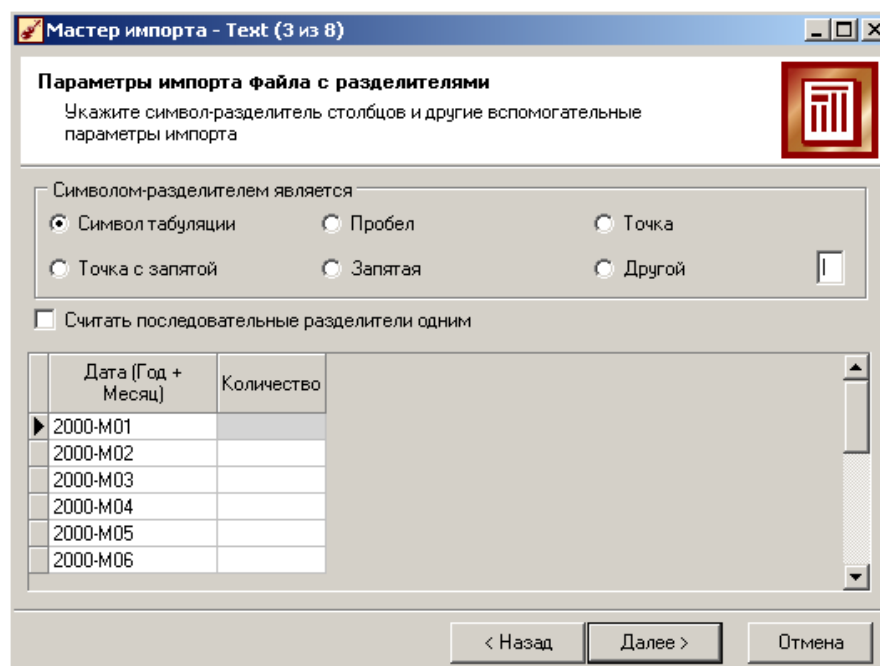 Мастер импорта - Text (3 из 8)
Параметры импорта файла с разделителями
Укажите символ-разделитель столбцов и другие вспомогательные
параметры импорта
Символом-разделителем является
Символ табуляции Пробел Точка
Точка с запятой Запятая Другой |
Считать последовательные разделители одним
Дата (Год +
Месяц) Количество
2000-M01
2000-M02
2000-M03
2000-M04
2000-M05
2000-M06
< Назад Далее > Отмена